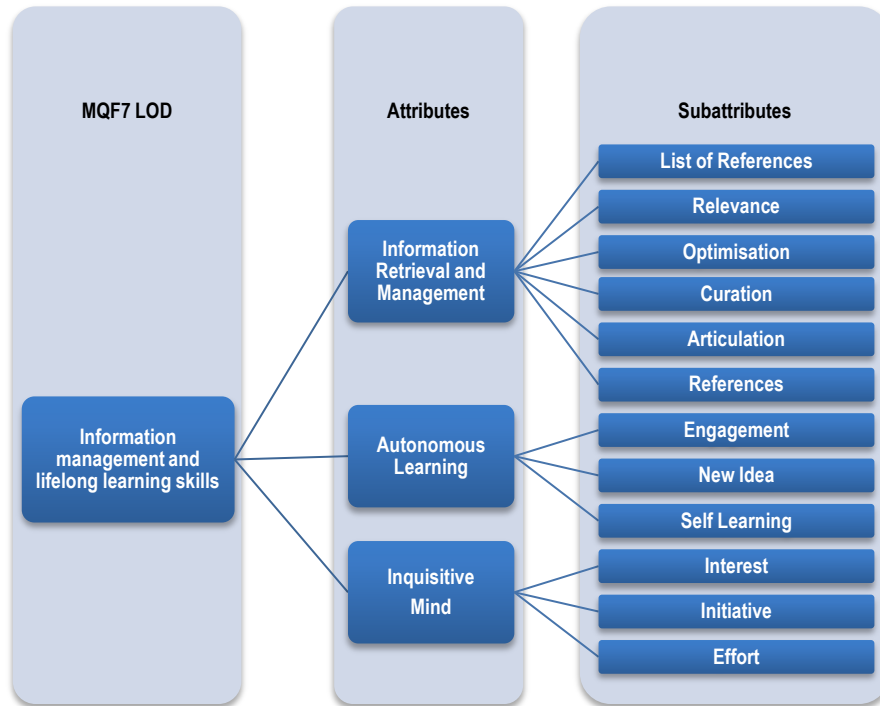 MQF7 LOD
Attributes
Subattributes
Information
management and
lifelong learning skills
Information
Retrieval and
Management
Autonomous
Learning
Inquisitive
Mind
List of References
Relevance
Optimisation
Curation
Articulation
References
Engagement
New Idea
Self Learning
Interest
Initiative
Effort